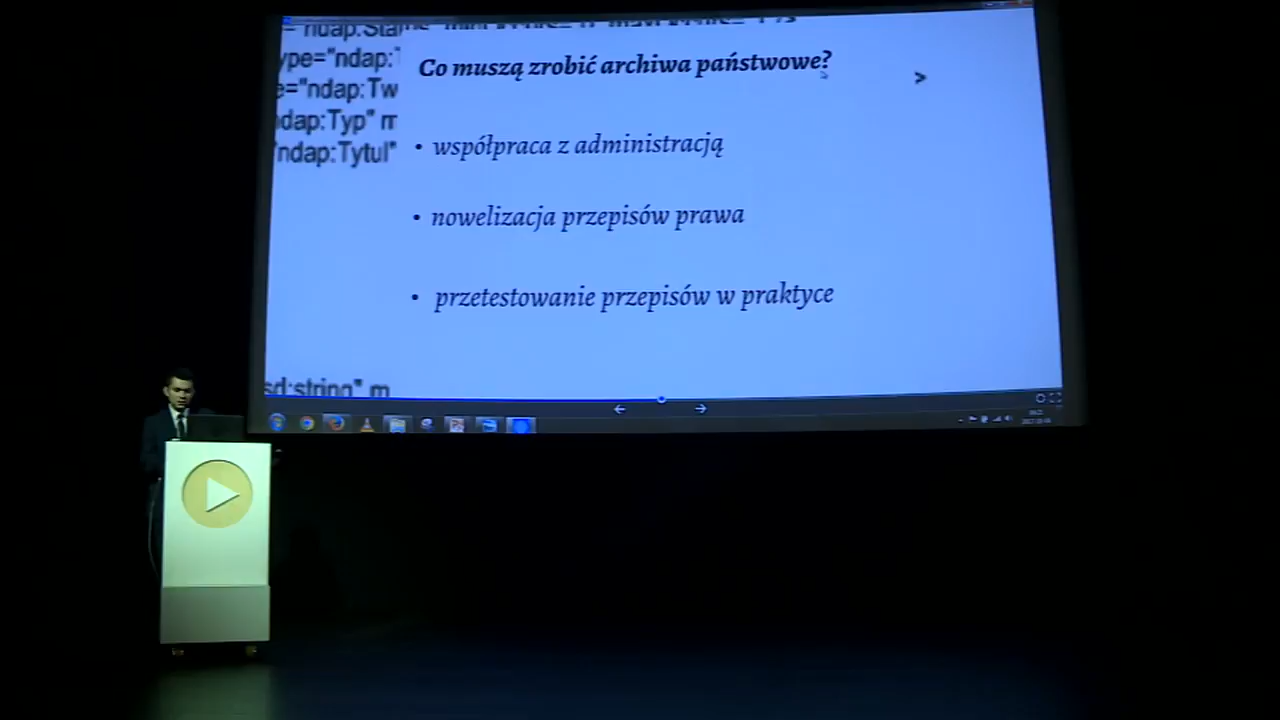 ype="ndap:
e="ndap:Tw
ndap:Typ" m
"ndap:Tytul"
Co muszą zrobić archiwa państwowe?
>
• współpraca z administracją
• nowelizacja przepisów prawa
• przetestowanie przepisów w praktyce
sd:string" m